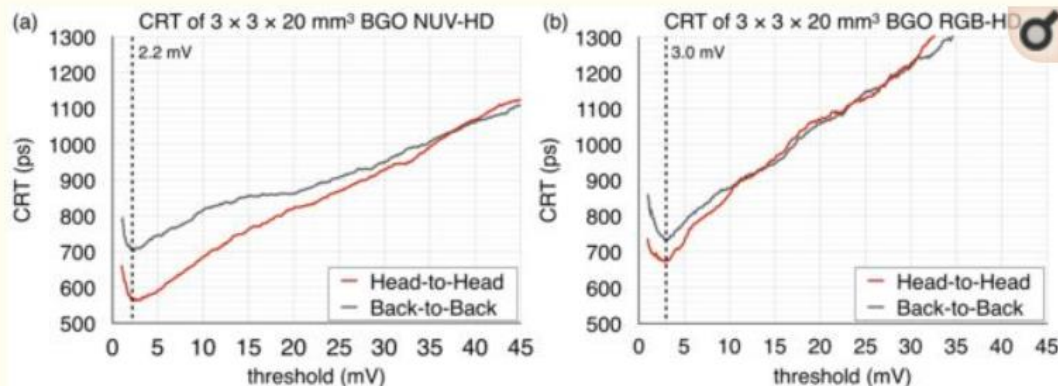 (a) CRT of 3 × 3 × 20 mm³ BGO NUV-HD
1300
1200
1100
1000
900
800
700
600
500
CRT (ps)
2.2 mV
Head-to-Head
Back-to-Back
0 5 10 15 20 25 30 35 40 45
threshold (mV)
(b) CRT of 3 × 3 × 20 mm³ BGO RGB-HD
1300
1200
1100
1000
900
800
700
600
500
CRT (ps)
3.0 mV
Head-to-Head
Back-to-Back
0 5 10 15 20 25 30 35 40 45
threshold (mV)